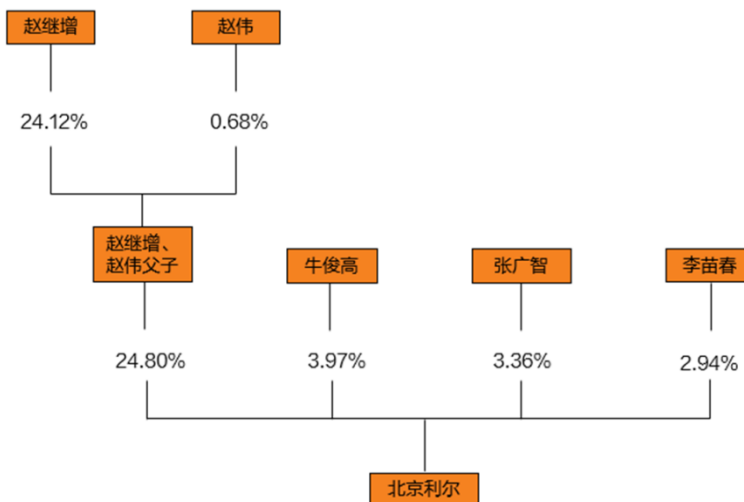 赵继增
赵伟
24.12%
0.68%
赵继增、
赵伟父子
牛俊高
张广智
李苗春
24.80%
3.97%
3.36%
2.94%
北京利尔